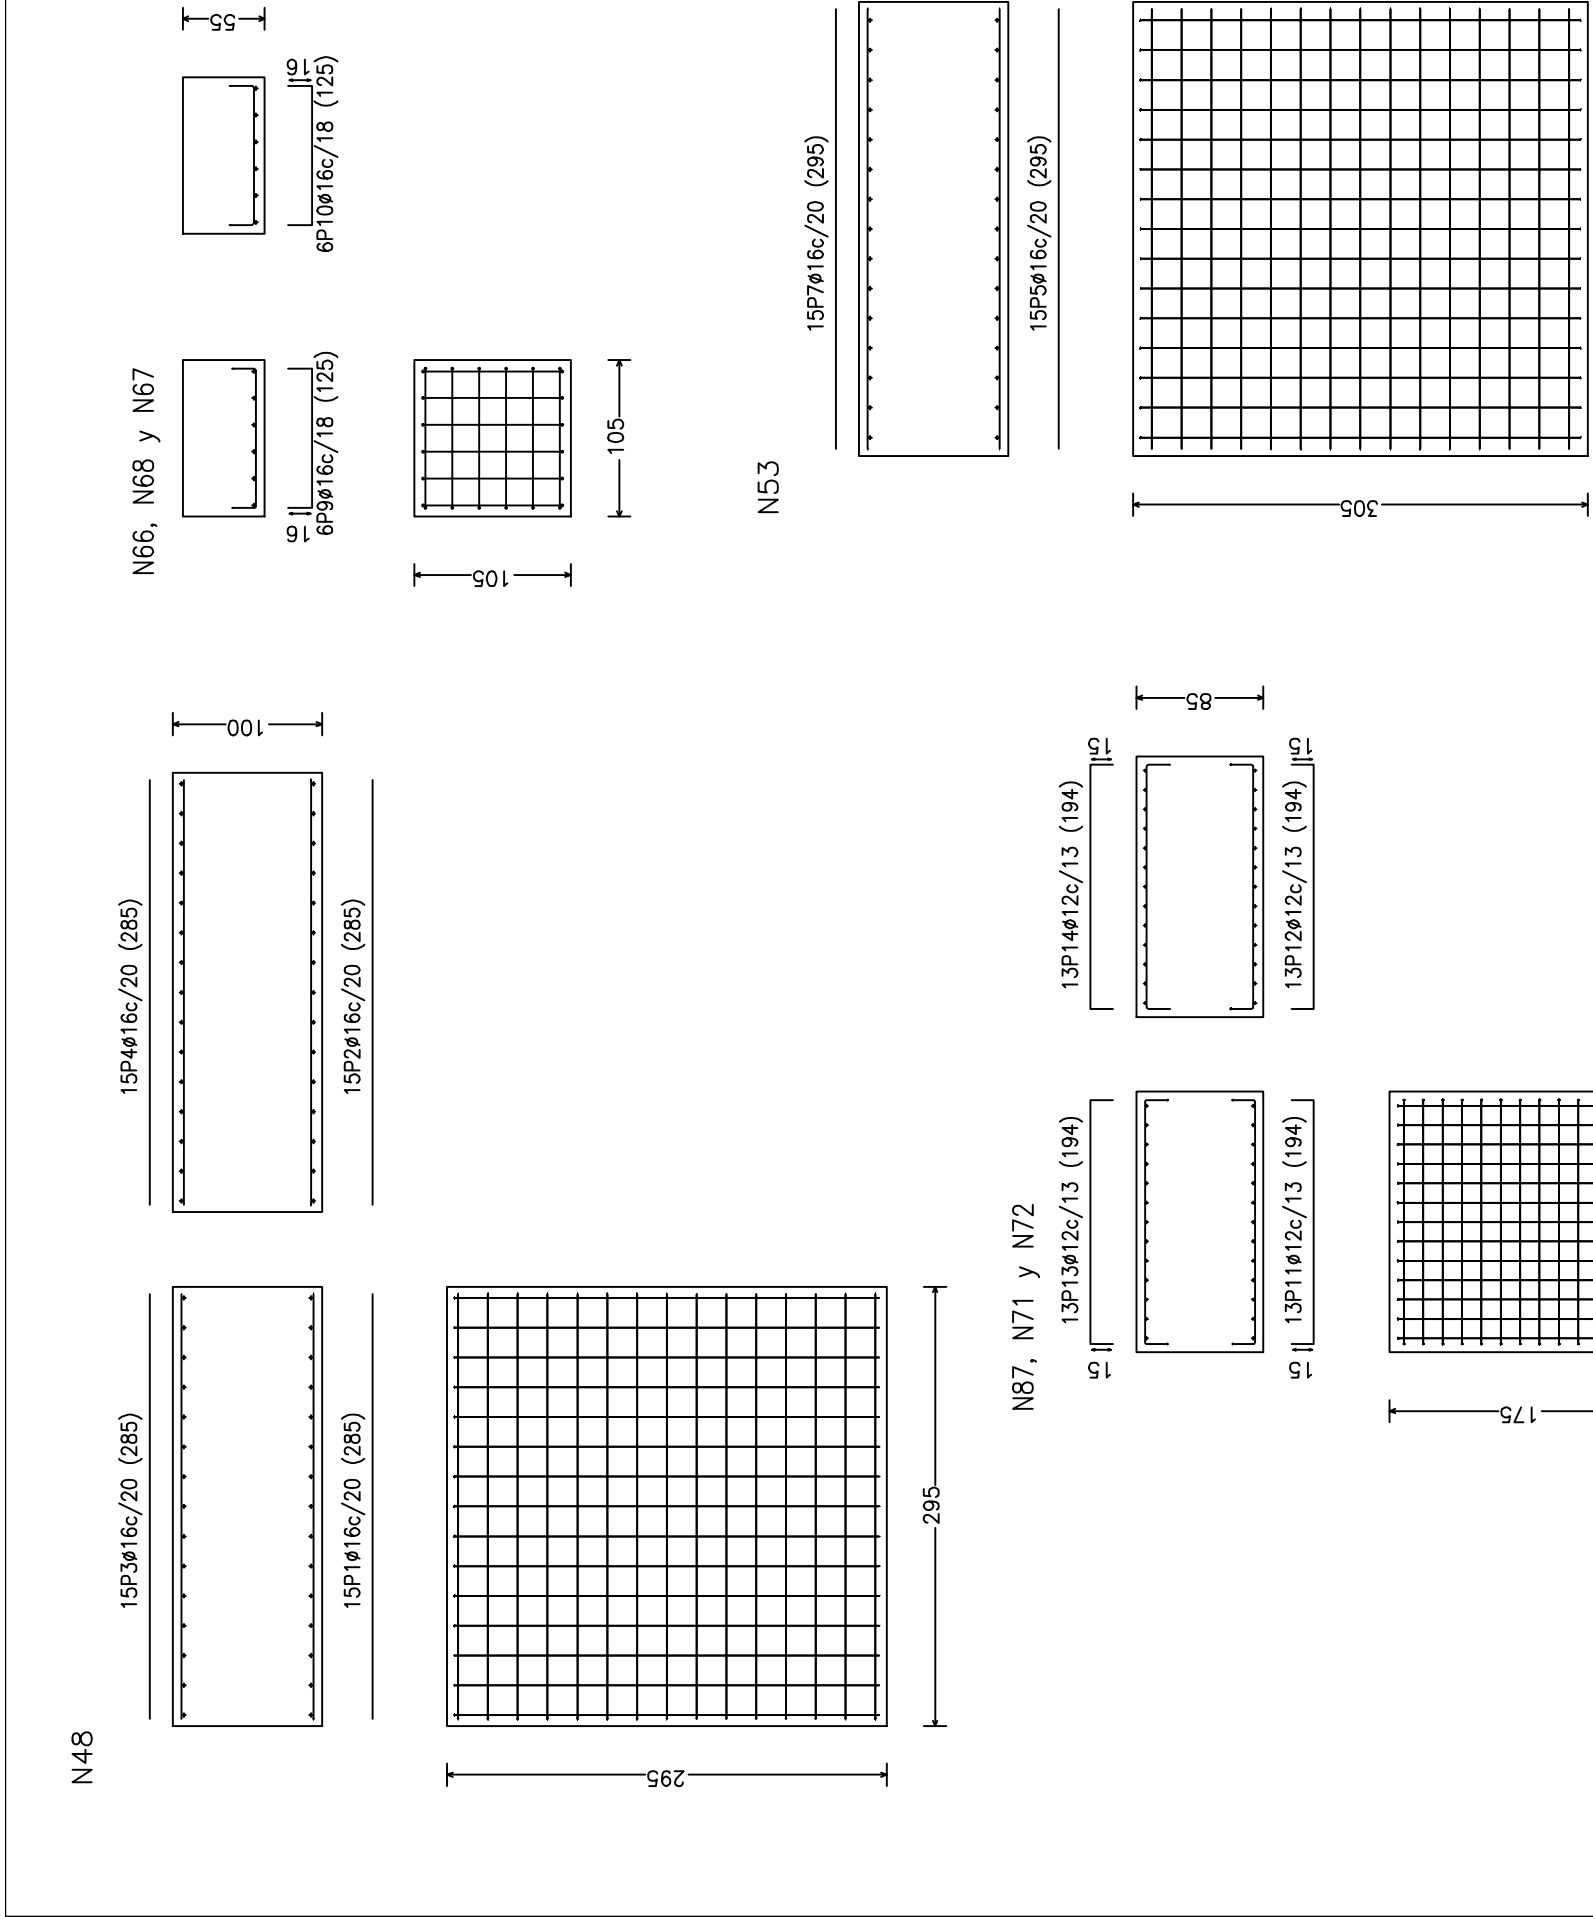 N48
15P3ø16c/20 (285)
15P4ø16c/20 (285)
100
15P1ø16c/20 (285)
15P2ø16c/20 (285)
295
295
N66, N68 y N67
55
16
6P9ø16c/18 (125)
16
6P10ø16c/18 (125)
105
105
N53
15P7ø16c/20 (295)
15P5ø16c/20 (295)
305
N87, N71 y N72
15
13P13ø12c/13 (194)
13P14ø12c/13 (194)
15
85
15
13P11ø12c/13 (194)
13P12ø12c/13 (194)
15
175